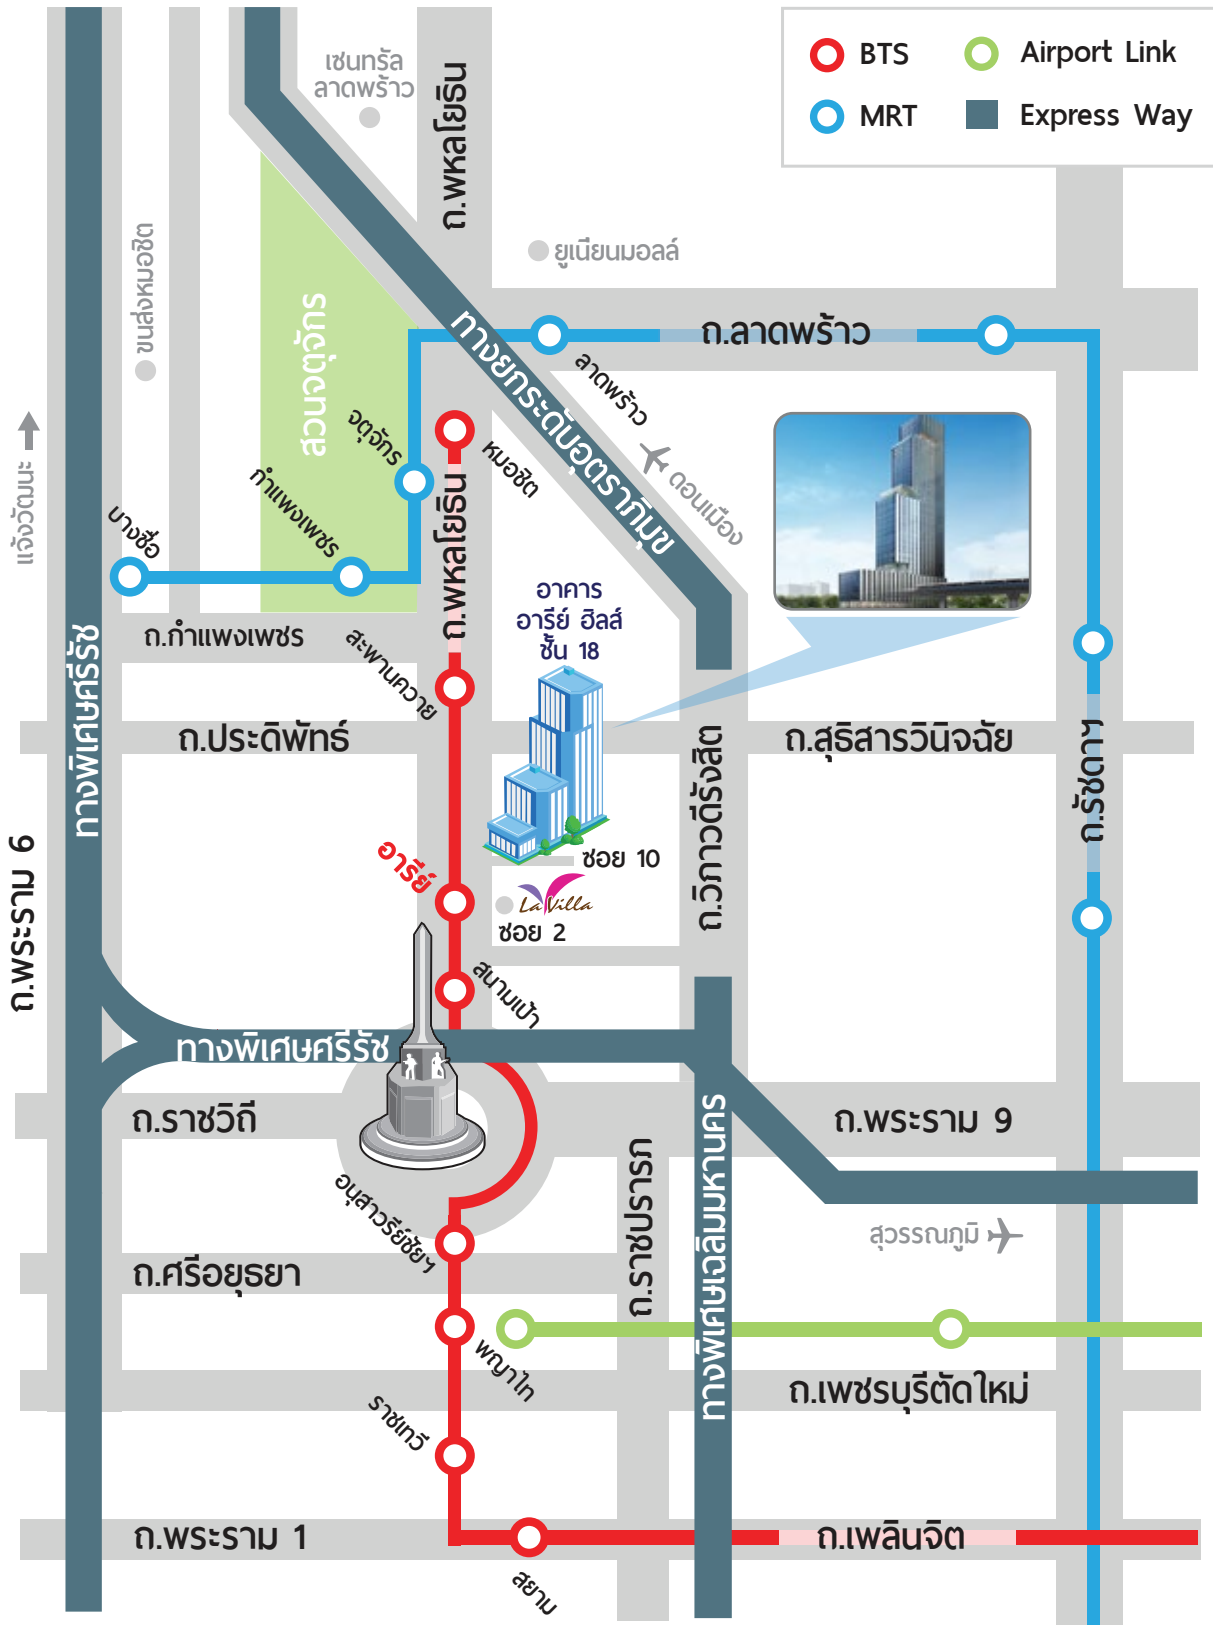 BTS
Airport Link
MRT
Express Way
เซนทรัล
ลาดพร้าว
ถ.พหลโยธิน
ขนส่งหมอชิต
ยูเนียนมอลล์
สวนจตุจักร
ทางยกระดับอุตราภิมุข
ถ.ลาดพร้าว
ลาดพร้าว
จตุจักร
หมอชิต
ดอนเมือง
กำแพงเพชร
แจ้งวัฒนะ
บางซื่อ
ถ.พหลโยธิน
อาคาร
อารีย์ ฮิลส์
ชั้น 18
ถ.กำแพงเพชร
สะพานควาย
ทางพิเศษศรีรัช
ถ.ประดิพัทธ์
ถ.สุธิสารวินิจฉัย
ถ.วิภาวดีรังสิต
ถ.รัชดาฯ
ถ.พระราม 6
อารีย์
ซอย 10
La Villa
ซอย 2
สนามเป้า
ทางพิเศษศรีรัช
ถ.ราชวิถี
ถ.พระราม 9
อนุสาวรีย์ชัยฯ
ถ.ราชปรารภ
ทางพิเศษเฉลิมมหานคร
สุวรรณภูมิ
ถ.ศรีอยุธยา
พญาไท
ถ.เพชรบุรีตัดใหม่
ราชเทวี
ถ.พระราม 1
ถ.เพลินจิต
สยาม